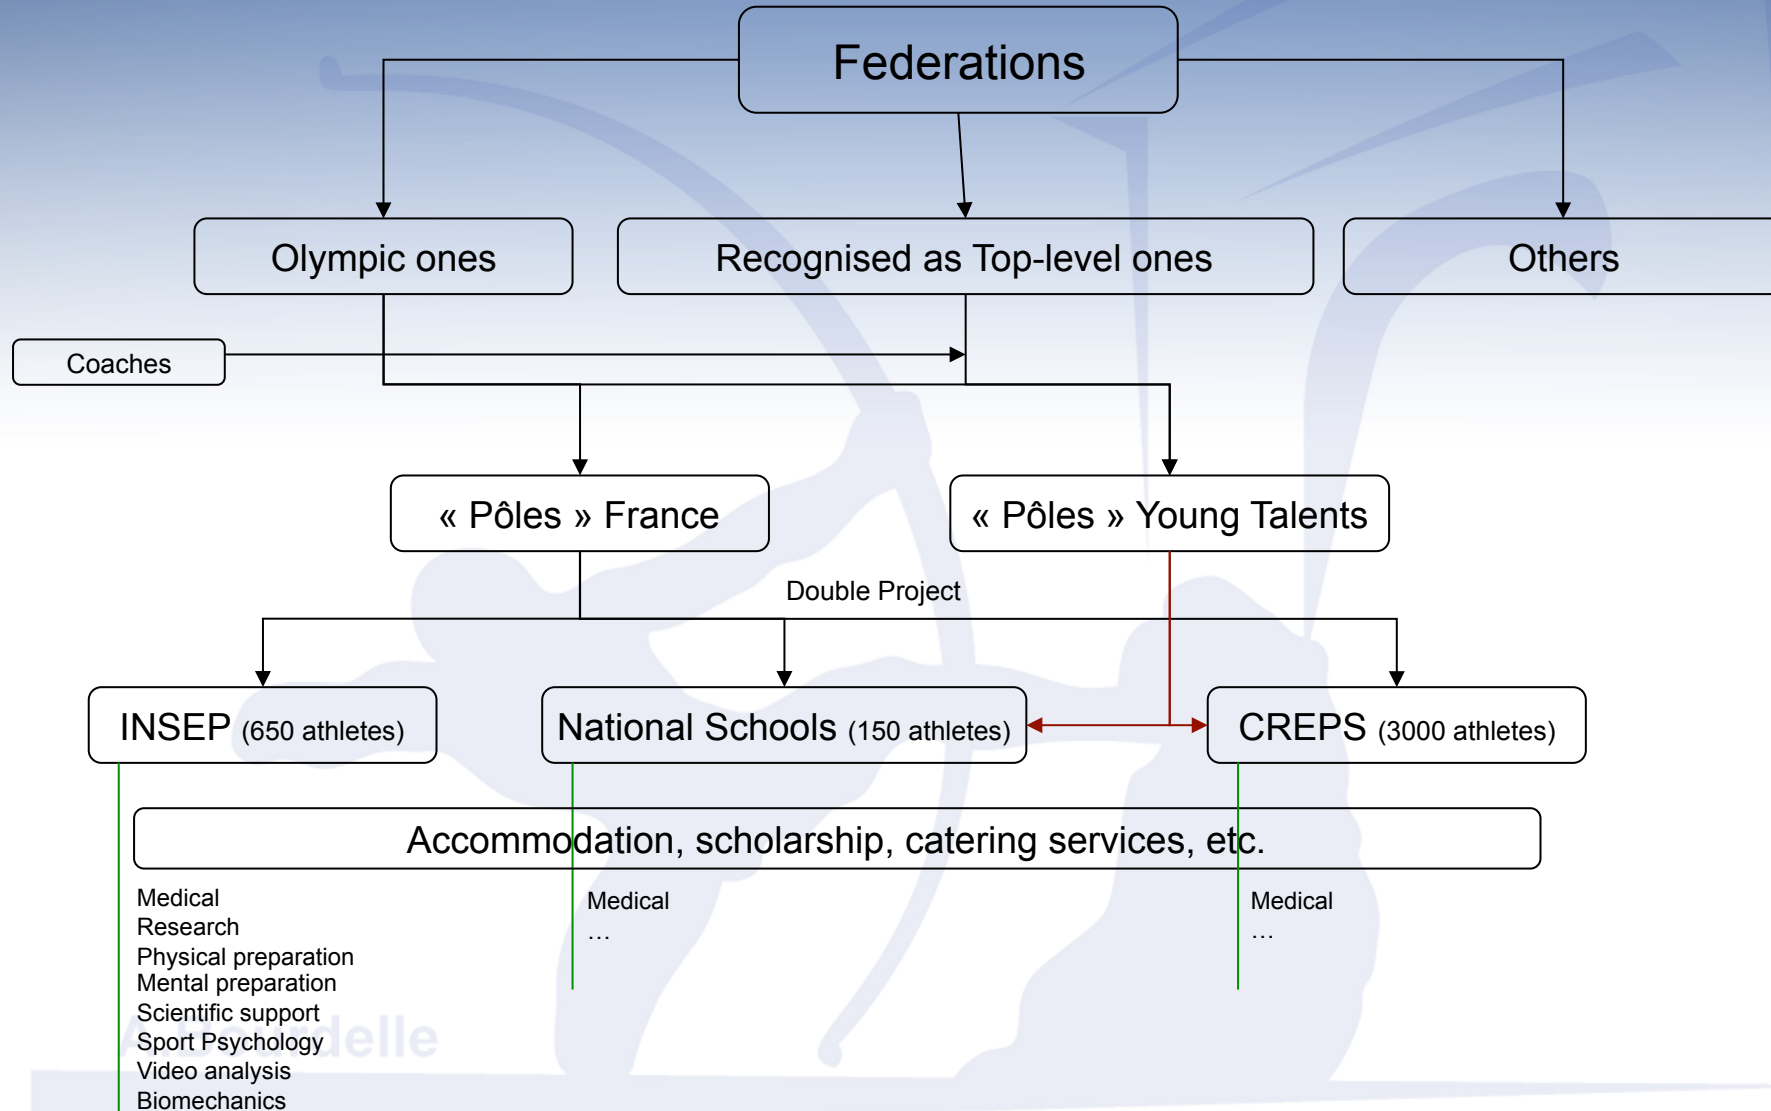 Federations
Olympic ones
Recognised as Top-level ones
Others
Coaches
« Pôles » France
« Pôles » Young Talents
Double Project
INSEP (650 athletes)
National Schools (150 athletes)
CREPS (3000 athletes)
Accommodation, scholarship, catering services, etc.
Medical
Research
Physical preparation
Mental preparation
Scientific support
Sport Psychology
Video analysis
Biomechanics
Medical
…
Medical
…
A.Bourdelle